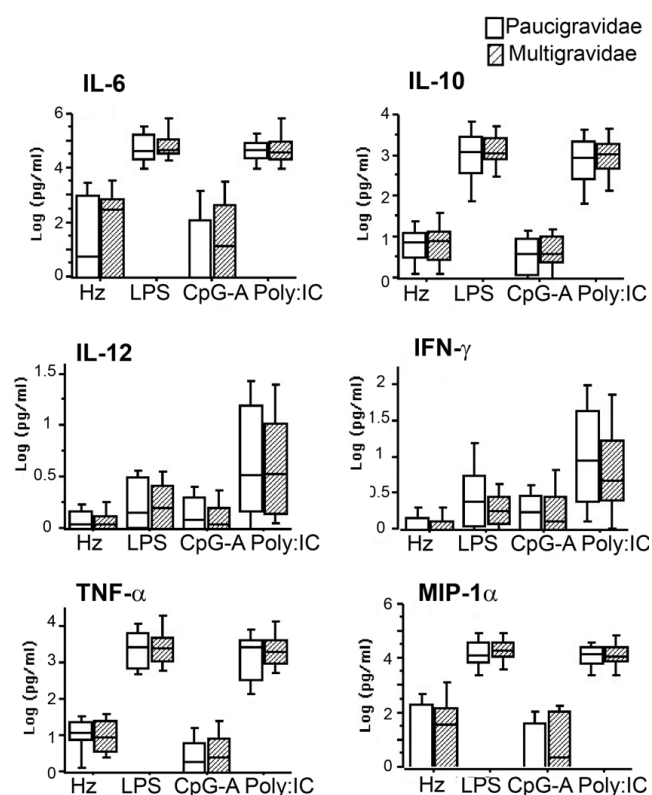 Paucigravidae
Multigravidae
IL-6
Log (pg/ml)
6
4
2
0
Hz LPS CpG-A Poly:IC
IL-10
Log (pg/ml)
4
3
2
1
0
Hz LPS CpG-A Poly:IC
IL-12
Log (pg/ml)
1.5
1
0.5
0
Hz LPS CpG-A Poly:IC
IFN-γ
Log (pg/ml)
2
1.5
1
0.5
0
Hz LPS CpG-A Poly:IC
TNF-α
Log (pg/ml)
4
3
2
1
0
Hz LPS CpG-A Poly:IC
MIP-1α
Log (pg/ml)
6
4
2
0
Hz LPS CpG-A Poly:IC